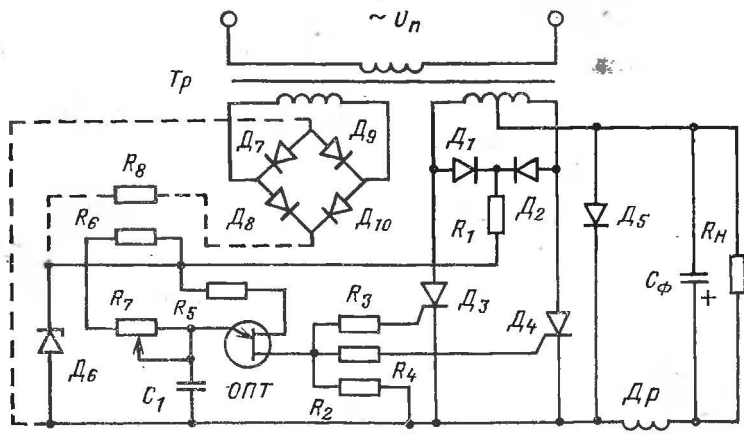 ~ Uп
Тр
Д7
Д9
Д8
Д10
Д1
Д2
R1
Д5
Rн
Cф
+
R8
R6
R7
R5
Д6
C1
ОПТ
R3
R4
R2
Д3
Д4
Др